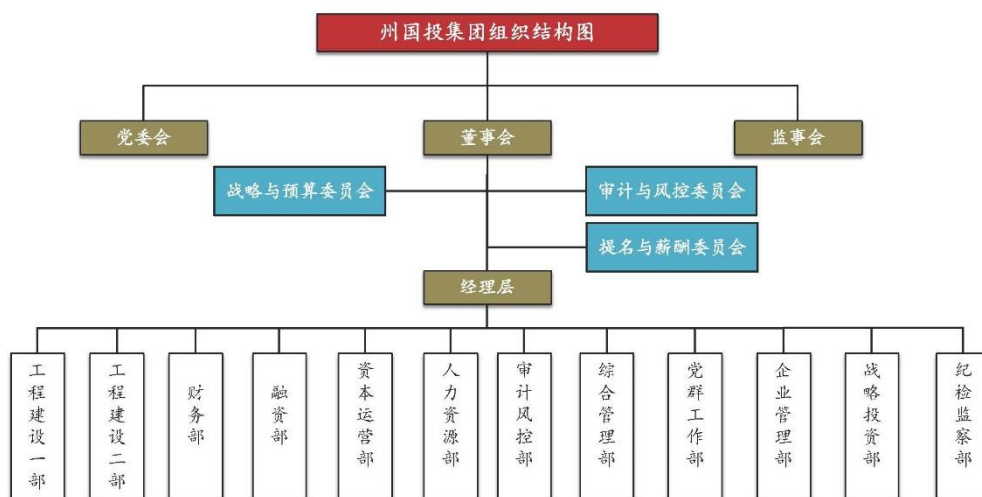 州国投集团组织结构图
党委会
董事会
监事会
战略与预算委员会
审计与风控委员会
提名与薪酬委员会
经理层
工程建设一部
工程建设二部
财务部
融资部
资本运营部
人力资源部
审计风控部
综合管理部
党群工作部
企业管理部
战略投资部
纪检监察部